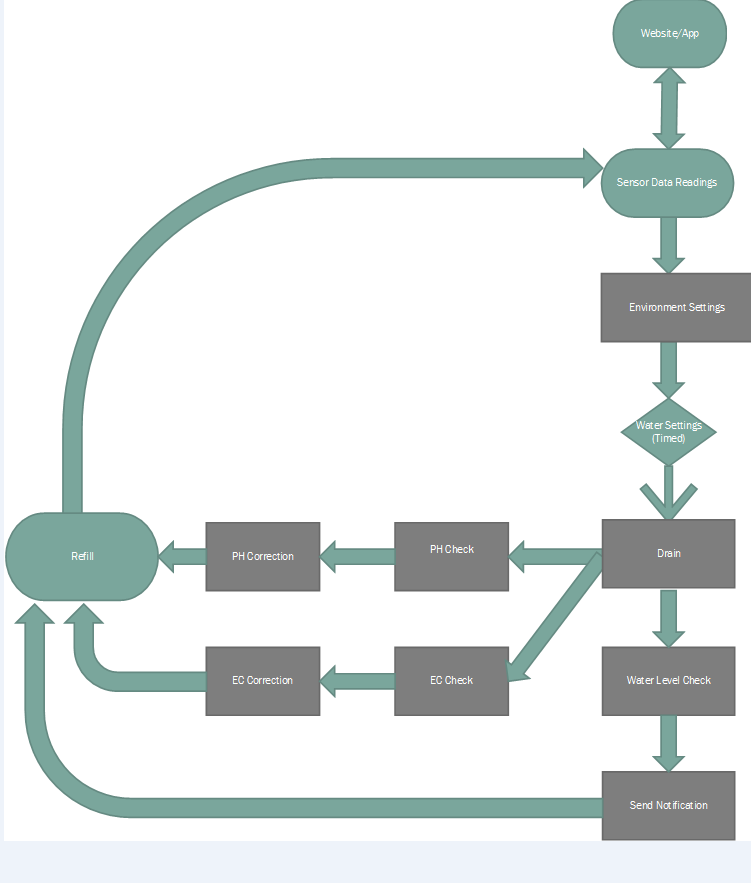 Website/App
Sensor Data Readings
Environment Settings
Water Settings
(Timed)
Refill
PH Correction
PH Check
Drain
EC Correction
EC Check
Water Level Check
Send Notification